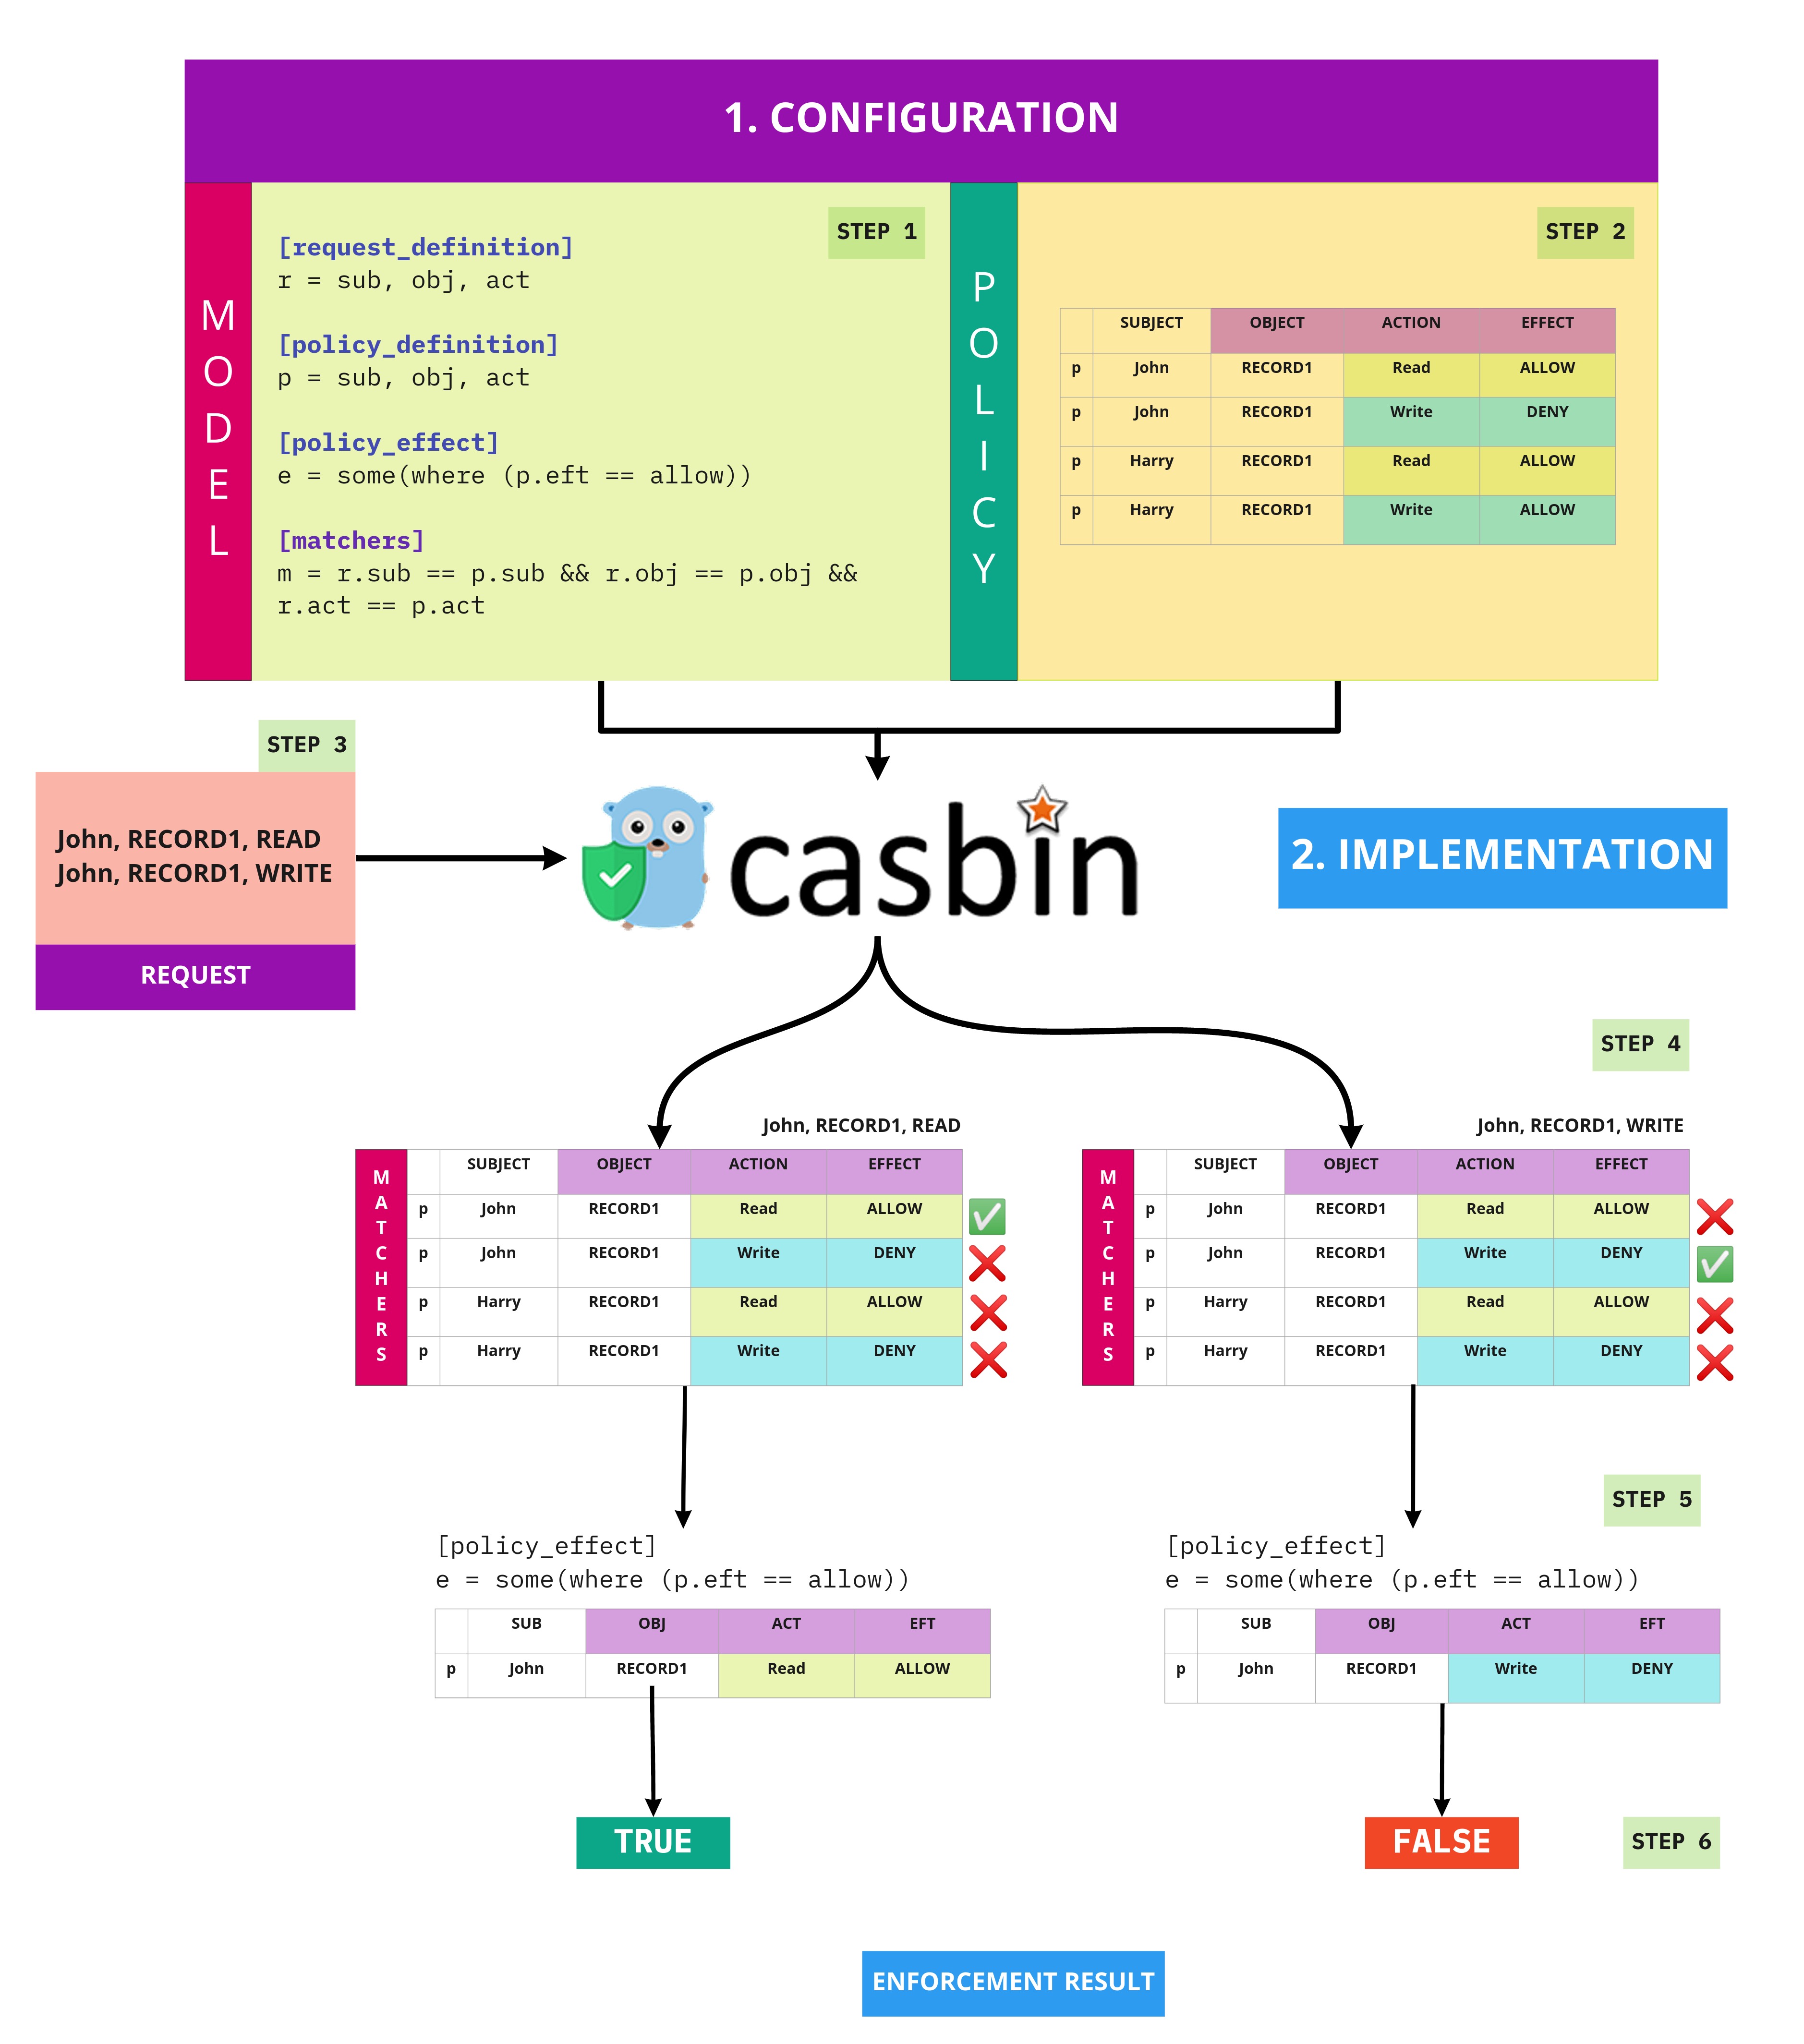 1. CONFIGURATION
MODEL
STEP 1
[request_definition]
r = sub, obj, act
[policy_definition]
p = sub, obj, act
[policy_effect]
e = some(where (p.eft == allow))
[matchers]
m = r.sub == p.sub && r.obj == p.obj &&
r.act == p.act
POLICY
STEP 2
SUBJECT OBJECT ACTION EFFECT
p John RECORD1 Read ALLOW
p John RECORD1 Write DENY
p Harry RECORD1 Read ALLOW
p Harry RECORD1 Write ALLOW
STEP 3
John, RECORD1, READ
John, RECORD1, WRITE
REQUEST
casbin
2. IMPLEMENTATION
STEP 4
John, RECORD1, READ
MATCHERS
SUBJECT OBJECT ACTION EFFECT
p John RECORD1 Read ALLOW
p John RECORD1 Write DENY
p Harry RECORD1 Read ALLOW
p Harry RECORD1 Write DENY
John, RECORD1, WRITE
MATCHERS
SUBJECT OBJECT ACTION EFFECT
p John RECORD1 Read ALLOW
p John RECORD1 Write DENY
p Harry RECORD1 Read ALLOW
p Harry RECORD1 Write DENY
STEP 5
[policy_effect]
e = some(where (p.eft == allow))
SUB OBJ ACT EFT
p John RECORD1 Read ALLOW
[policy_effect]
e = some(where (p.eft == allow))
SUB OBJ ACT EFT
p John RECORD1 Write DENY
TRUE
FALSE
STEP 6
ENFORCEMENT RESULT